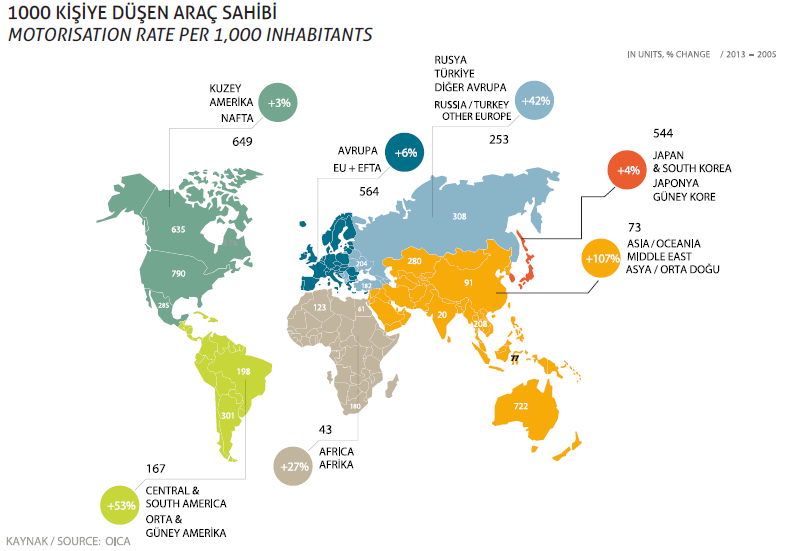 1000 KİŞİYE DÜŞEN ARAÇ SAHİBİ
MOTORISATION RATE PER 1,000 INHABITANTS
IN UNITS, % CHANGE / 2013 – 2005
KUZEY
AMERİKA
NAFTA
+3%
649
AVRUPA
EU + EFTA
+6%
564
RUSYA
TÜRKİYE
DİĞER AVRUPA
RUSSIA / TURKEY
OTHER EUROPE
+42%
253
544
+4%
JAPAN
& SOUTH KOREA
JAPONYA
GÜNEY KORE
73
+107%
ASIA / OCEANIA
MIDDLE EAST
ASYA / ORTA DOĞU
635
790
285
308
204
182
280
91
20
208
77
722
123
61
180
198
301
43
+27%
AFRICA
AFRİKA
167
+53%
CENTRAL &
SOUTH AMERICA
ORTA &
GÜNEY AMERİKA
KAYNAK / SOURCE: OICA